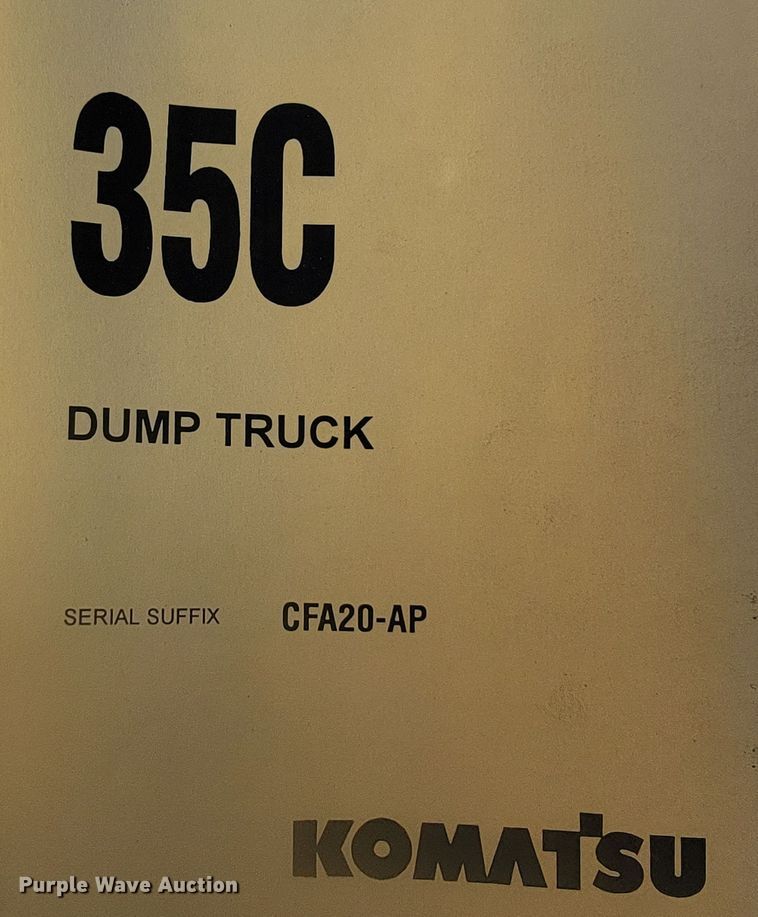 35C
DUMP TRUCK
SERIAL SUFFIX CFA20-AP
KOMATSU
Purple Wave Auction